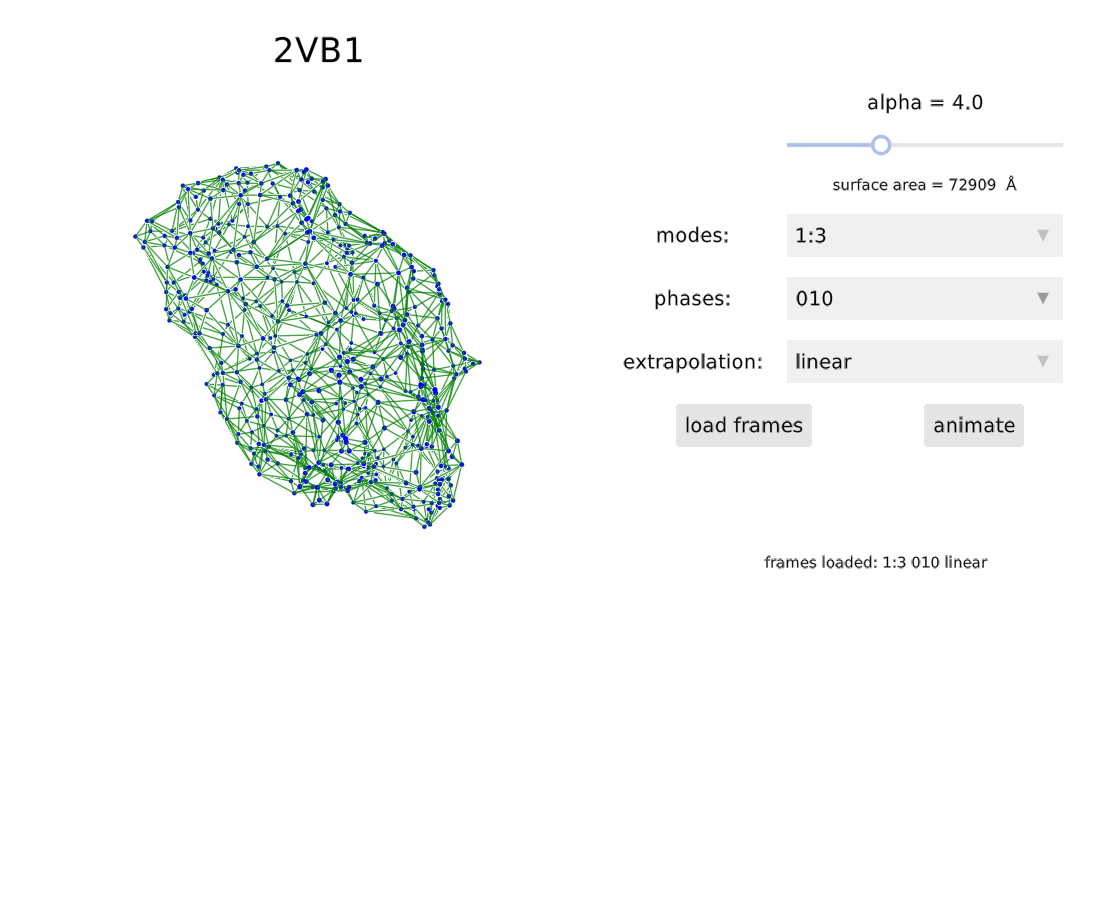 2VB1
alpha = 4.0
surface area = 72909 Å
modes: 1:3 ▼
phases: 010 ▼
extrapolation: linear ▼
load frames animate
frames loaded: 1:3 010 linear